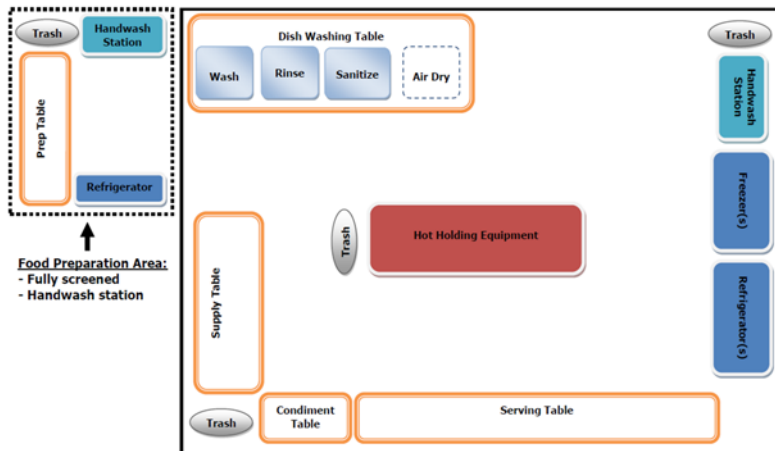 Trash
Handwash
Station
Prep Table
Refrigerator
Food Preparation Area:
- Fully screened
- Handwash station
Dish Washing Table
Wash
Rinse
Sanitize
Air Dry
Trash
Handwash
Station
Freezer(s)
Refrigerator(s)
Trash
Hot Holding Equipment
Supply Table
Trash
Condiment
Table
Serving Table